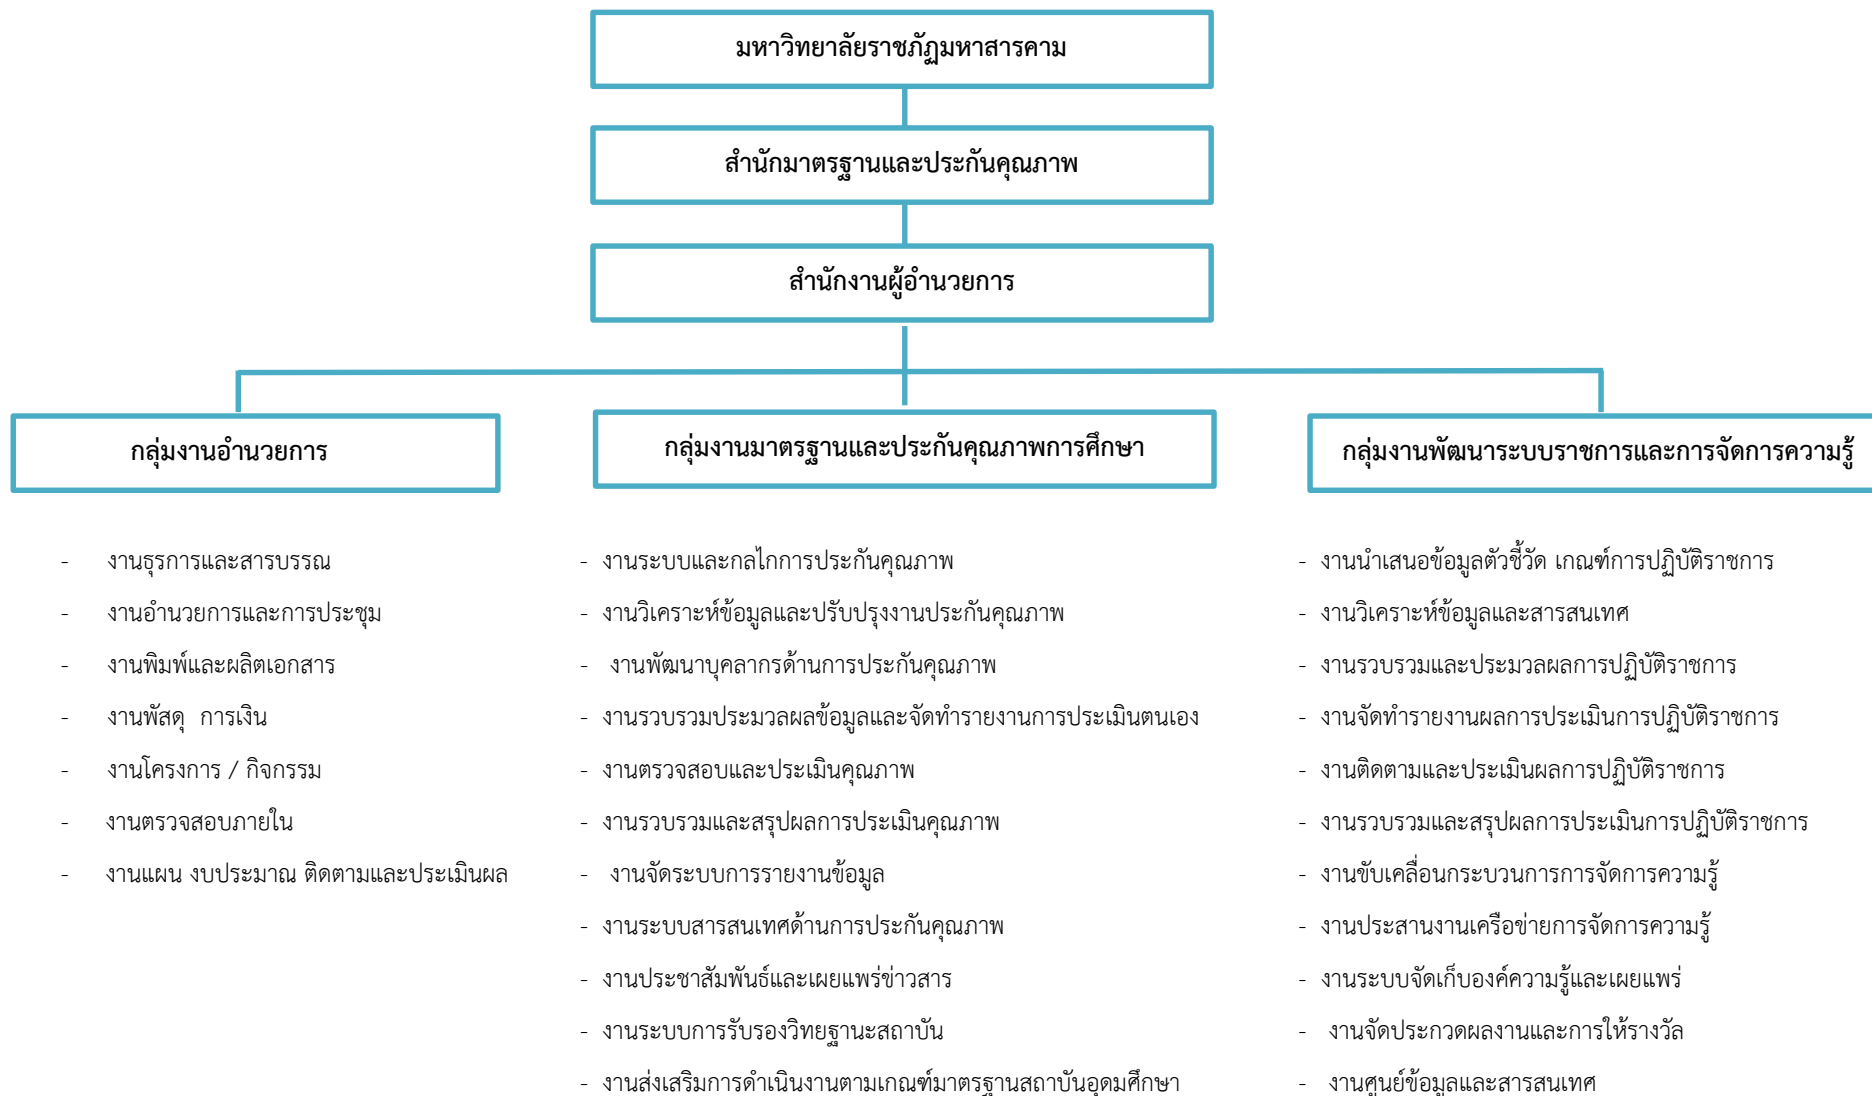 มหาวิทยาลัยราชภัฏมหาสารคาม
สำนักมาตรฐานและประกันคุณภาพ
สำนักงานผู้อำนวยการ
กลุ่มงานอำนวยการ
- งานธุรการและสารบรรณ
- งานอำนวยการและการประชุม
- งานพิมพ์และผลิตเอกสาร
- งานพัสดุ การเงิน
- งานโครงการ / กิจกรรม
- งานตรวจสอบภายใน
- งานแผน งบประมาณ ติดตามและประเมินผล
กลุ่มงานมาตรฐานและประกันคุณภาพการศึกษา
- งานระบบและกลไกการประกันคุณภาพ
- งานวิเคราะห์ข้อมูลและปรับปรุงงานประกันคุณภาพ
- งานพัฒนาบุคลากรด้านการประกันคุณภาพ
- งานรวบรวมประมวลผลข้อมูลและจัดทำรายงานการประเมินตนเอง
- งานตรวจสอบและประเมินคุณภาพ
- งานรวบรวมและสรุปผลการประเมินคุณภาพ
- งานจัดระบบการรายงานข้อมูล
- งานระบบสารสนเทศด้านการประกันคุณภาพ
- งานประชาสัมพันธ์และเผยแพร่ข่าวสาร
- งานระบบการรับรองวิทยฐานะสถาบัน
- งานส่งเสริมการดำเนินงานตามเกณฑ์มาตรฐานสถาบันอุดมศึกษา
กลุ่มงานพัฒนาระบบราชการและการจัดการความรู้
- งานนำเสนอข้อมูลตัวชี้วัด เกณฑ์การปฏิบัติราชการ
- งานวิเคราะห์ข้อมูลและสารสนเทศ
- งานรวบรวมและประมวลผลการปฏิบัติราชการ
- งานจัดทำรายงานผลการประเมินการปฏิบัติราชการ
- งานติดตามและประเมินผลการปฏิบัติราชการ
- งานรวบรวมและสรุปผลการประเมินการปฏิบัติราชการ
- งานขับเคลื่อนกระบวนการการจัดการความรู้
- งานประสานงานเครือข่ายการจัดการความรู้
- งานระบบจัดเก็บองค์ความรู้และเผยแพร่
- งานจัดประกวดผลงานและการให้รางวัล
- งานศูนย์ข้อมูลและสารสนเทศ